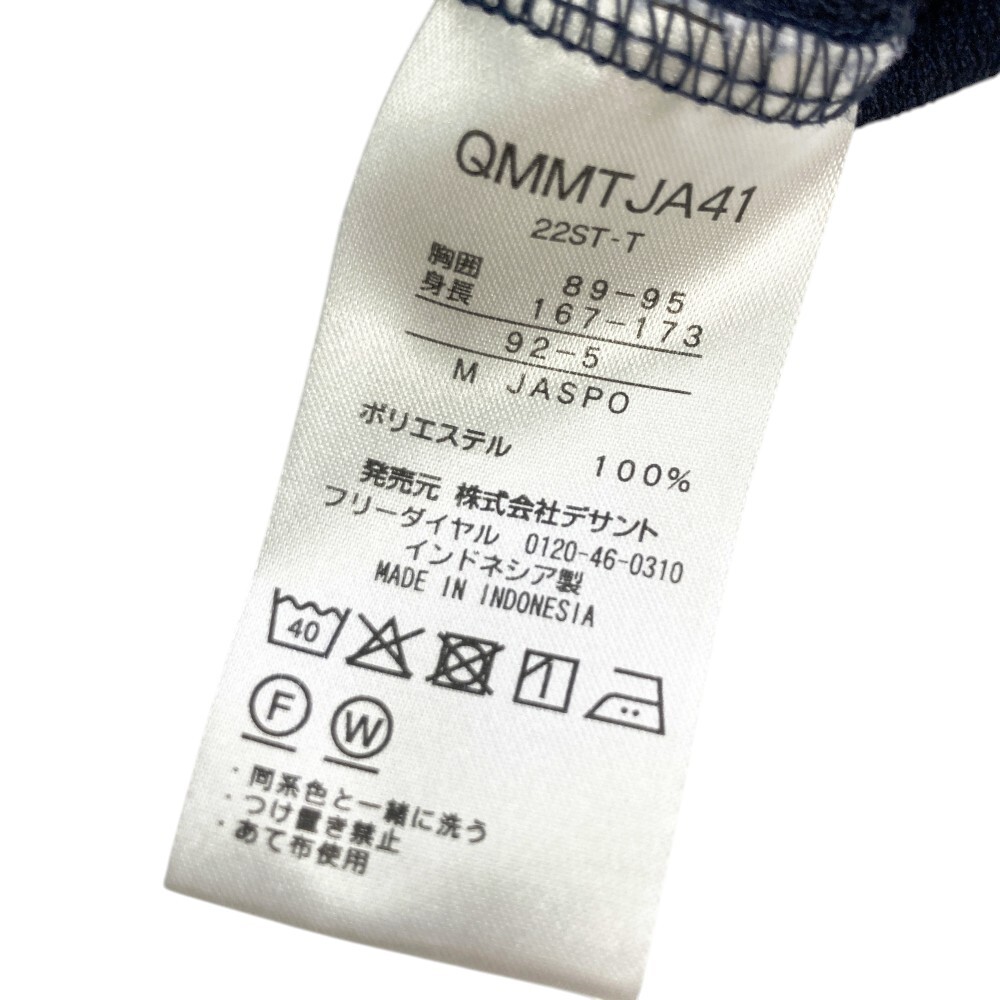 QMMTJA41
22ST-T
胸囲 89-95
身長 167-173
92-5
M JASPO
ポリエステル 100%
発売元 株式会社デサント
フリーダイヤル 0120-46-0310
インドネシア製
MADE IN INDONESIA
40
F W
・同系色と一緒に洗う
・つけ置き禁止
・あて布使用